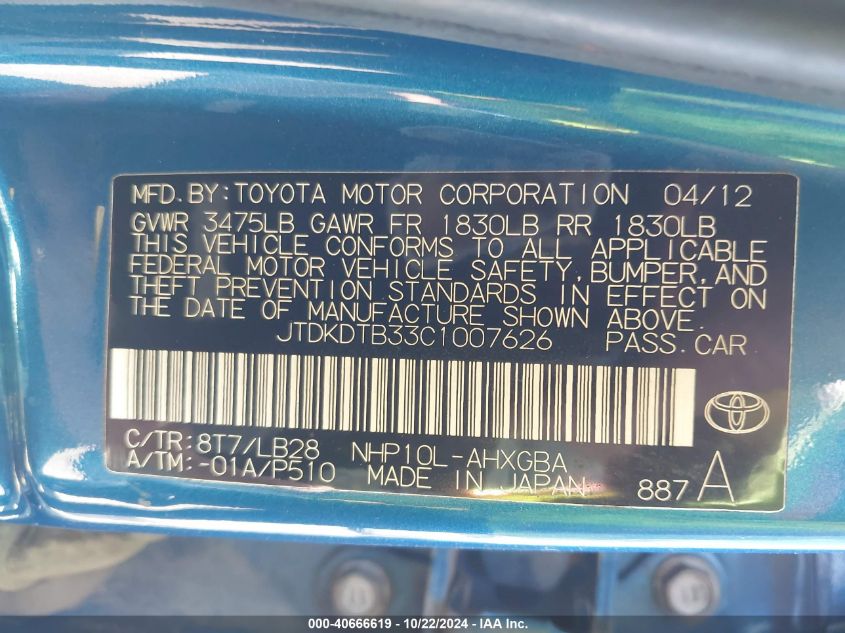 MFD.BY:TOYOTA MOTOR CORPORATION 04/12
GVWR 3475LB GAWR FR 1830LB RR 1830LB
THIS VEHICLE CONFORMS TO ALL APPLICABLE
FEDERAL MOTOR VEHICLE SAFETY, BUMPER, AND
THEFT PREVENTION STANDARDS IN EFFECT ON
THE DATE OF MANUFACTURE SHOWN ABOVE.
JTDKDTB33C1007626 PASS.CAR
C/TR:8T7/LB28 NHP10L-AHXGBA
A/TM:-01A/P510 MADE IN JAPAN 887 A
000-40666619 - 10/22/2024 - IAA Inc.